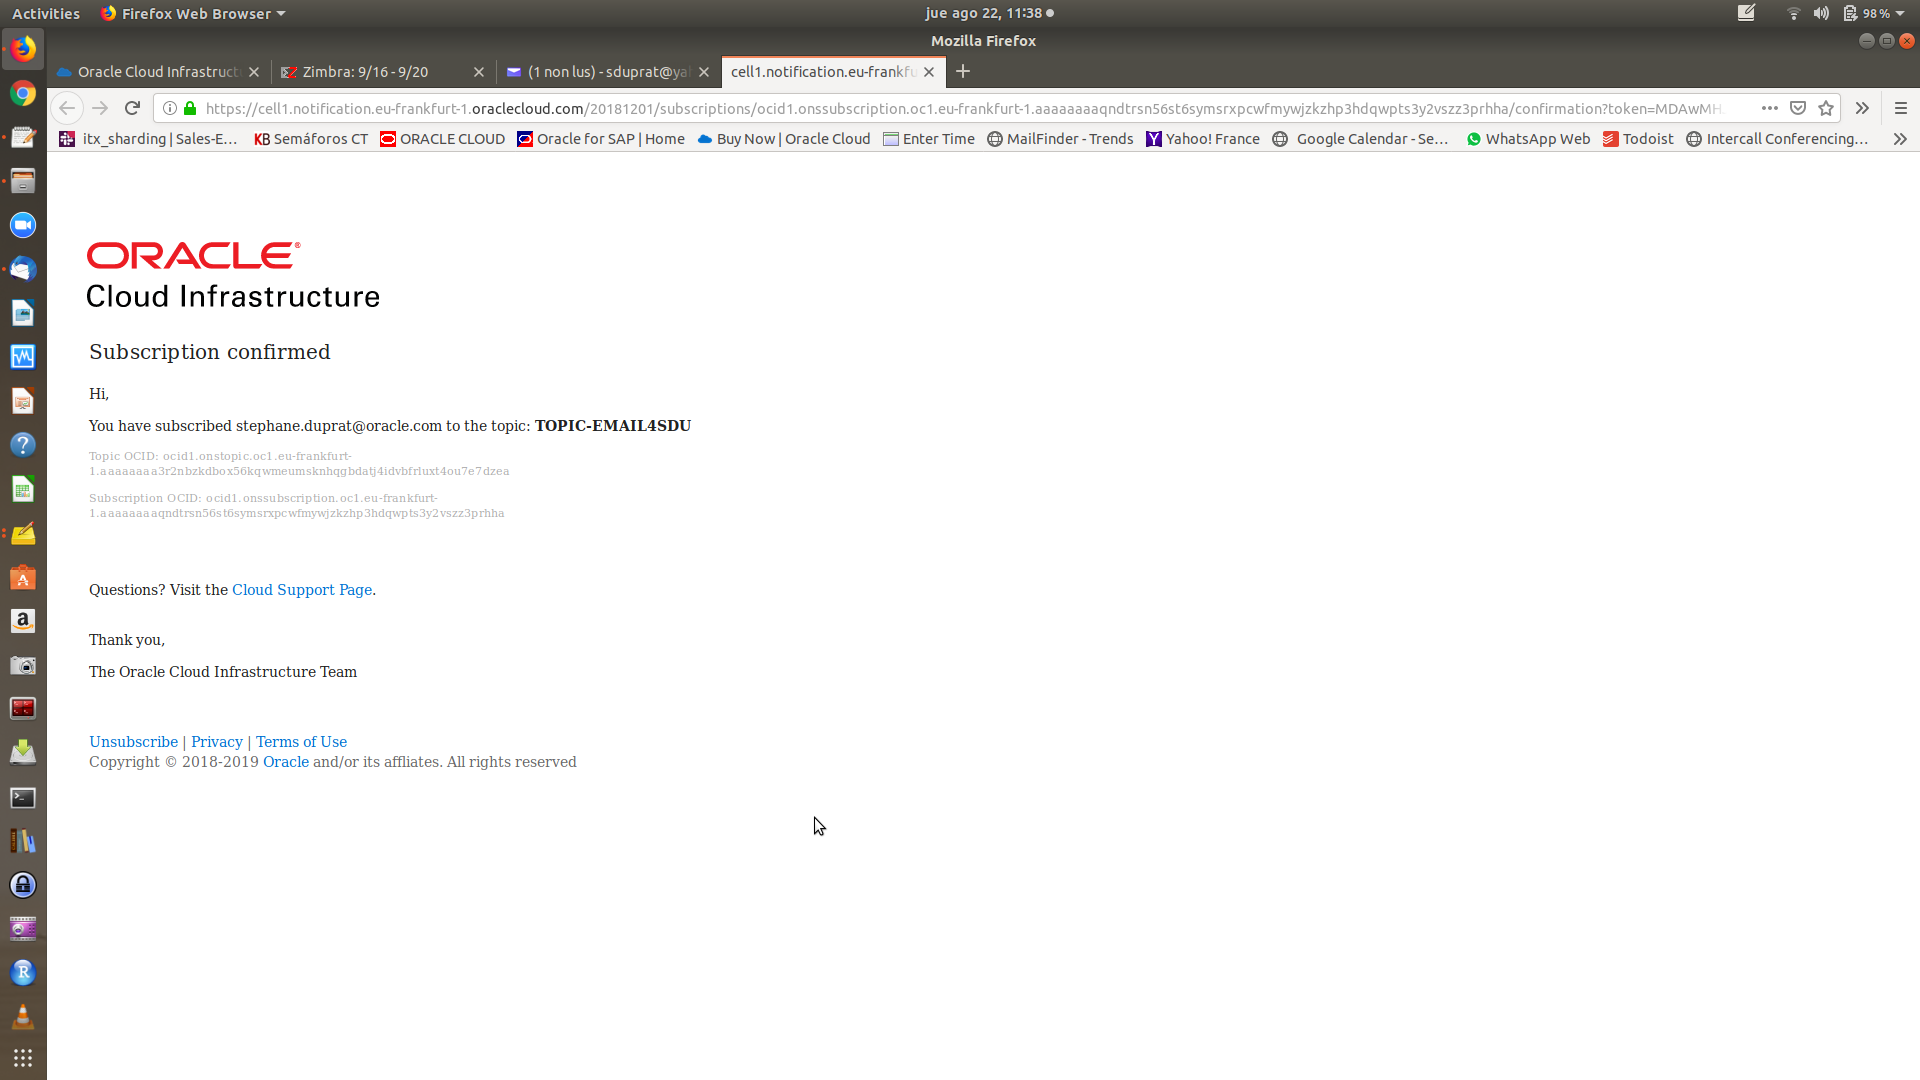 Activities
Firefox Web Browser
jue ago 22, 11:38
98 %
Mozilla Firefox
Oracle Cloud Infrastruct
Zimbra: 9/16 - 9/20
(1 non lus) - sduprat@ya
cell1.notification.eu-frankfu
https://cell1.notification.eu-frankfurt-1.oraclecloud.com/20181201/subscriptions/ocid1.onssubscription.oc1.eu-frankfurt-1.aaaaaaaaqndtrsn56st6symsrxpcwfmywjzkzhp3hdqwpts3y2vszz3prhha/confirmation?token=MDAwMH
itx_sharding | Sales-E...
KB Semáforos CT
ORACLE CLOUD
Oracle for SAP | Home
Buy Now | Oracle Cloud
Enter Time
MailFinder - Trends
Yahoo! France
Google Calendar - Se...
WhatsApp Web
Todoist
Intercall Conferencing...
ORACLE®
Cloud Infrastructure
Subscription confirmed
Hi,
You have subscribed stephane.duprat@oracle.com to the topic: TOPIC-EMAIL4SDU
Topic OCID: ocid1.onstopic.oc1.eu-frankfurt-
1.aaaaaaaa3r2nbzkdbox56kqwmeumsknhqgbdatj4idvbfrluxt4ou7e7dzea
Subscription OCID: ocid1.onssubscription.oc1.eu-frankfurt-
1.aaaaaaaaqndtrsn56st6symsrxpcwfmywjzkzhp3hdqwpts3y2vszz3prhha
Questions? Visit the Cloud Support Page.
Thank you,
The Oracle Cloud Infrastructure Team
Unsubscribe | Privacy | Terms of Use
Copyright © 2018-2019 Oracle and/or its affliates. All rights reserved